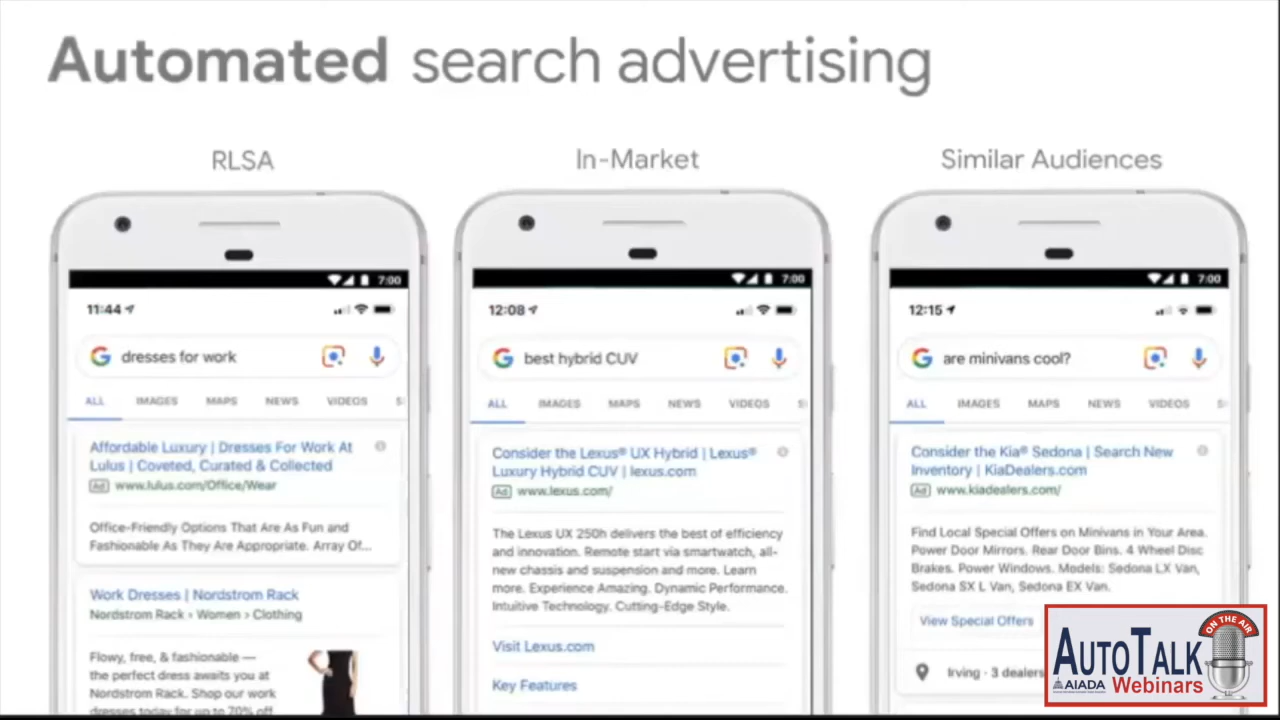 Automated search advertising
RLSA
7:00
11:44
dresses for work
ALL IMAGES MAPS NEWS VIDEOS S
Affordable Luxury | Dresses For Work At
Lulus | Coveted, Curated & Collected
Ad www.lulus.com/Office/Wear
Office-Friendly Options That Are As Fun and
Fashionable As They Are Appropriate. Array Of...
Work Dresses | Nordstrom Rack
Nordstrom Rack › Women › Clothing
Flowy, free, & fashionable —
the perfect dress awaits you at
Nordstrom Rack. Shop our work
dresses today for up to 70% off
In-Market
7:00
12:08
best hybrid CUV
ALL IMAGES MAPS NEWS VIDEOS S
Consider the Lexus® UX Hybrid | Lexus®
Luxury Hybrid CUV | lexus.com
Ad www.lexus.com/
The Lexus UX 250h delivers the best of efficiency
and innovation. Remote start via smartwatch, all-
new chassis and suspension and more. Learn
more. Experience Amazing. Dynamic Performance.
Intuitive Technology. Cutting-Edge Style.
Visit Lexus.com
Key Features
Similar Audiences
7:00
12:15
are minivans cool?
ALL IMAGES MAPS NEWS VIDEOS S
Consider the Kia® Sedona | Search New
Inventory | KiaDealers.com
Ad www.kiadealers.com/
Find Local Special Offers on Minivans in Your Area.
Power Door Mirrors. Rear Door Bins. 4 Wheel Disc
Brakes. Power Windows. Models: Sedona LX Van,
Sedona SX L Van, Sedona EX Van.
View Special Offers
Irving · 3 dealers
ON THE AIR
AUTOTALK
AIADA Webinars